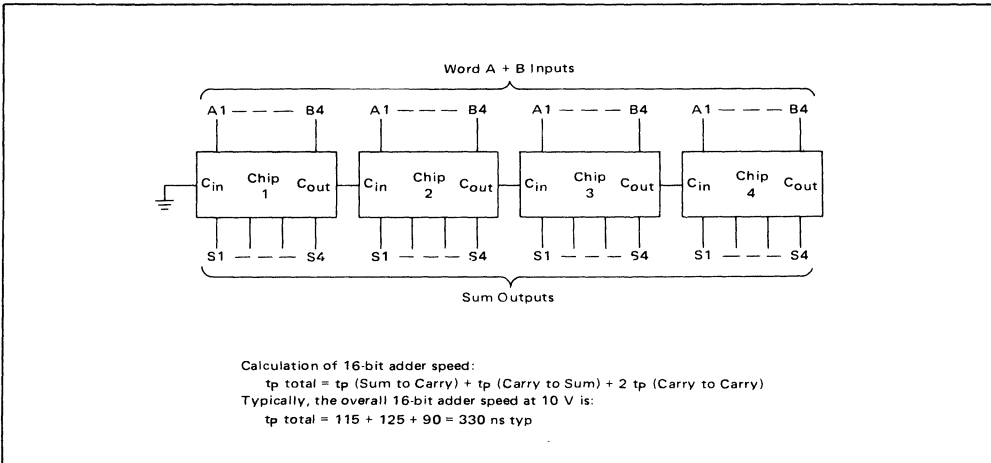 Word A + B Inputs
A1 — — — B4 A1 — — — B4 A1 — — — B4 A1 — — — B4
Cin Chip 1 Cout Cin Chip 2 Cout Cin Chip 3 Cout Cin Chip 4 Cout
S1 — — — S4 S1 — — — S4 S1 — — — S4 S1 — — — S4
Sum Outputs
Calculation of 16-bit adder speed:
tp total = tp (Sum to Carry) + tp (Carry to Sum) + 2 tp (Carry to Carry)
Typically, the overall 16-bit adder speed at 10 V is:
tp total = 115 + 125 + 90 = 330 ns typ